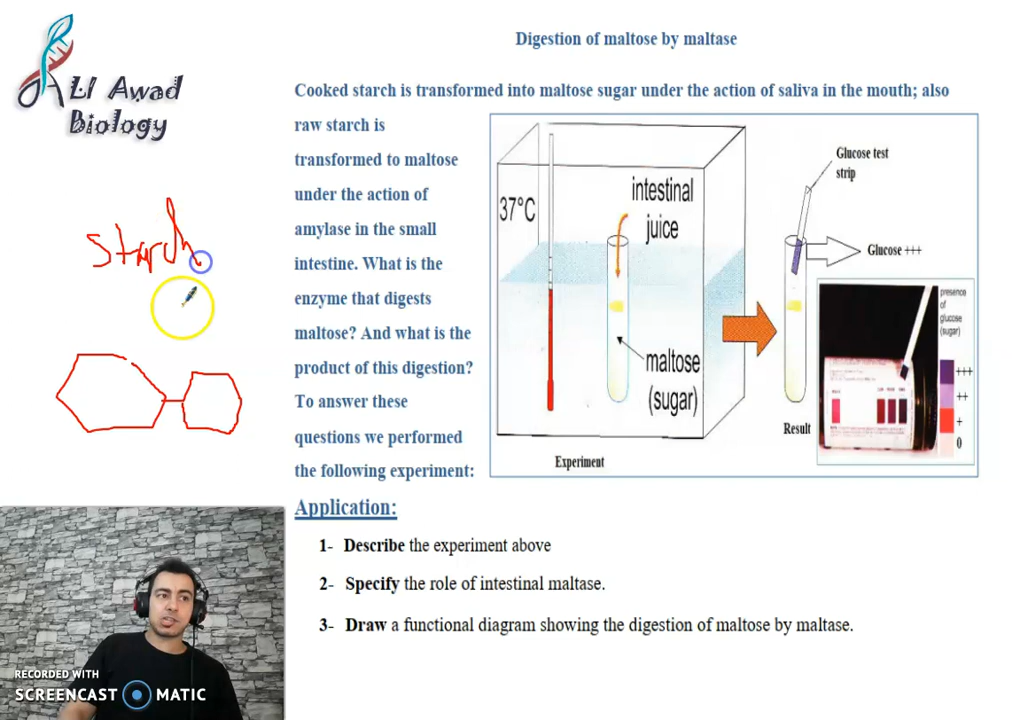 Digestion of maltose by maltase
ALI Awad
Biology
Cooked starch is transformed into maltose sugar under the action of saliva in the mouth; also
raw starch is
transformed to maltose
under the action of
amylase in the small
intestine. What is the
enzyme that digests
maltose? And what is the
product of this digestion?
To answer these
questions we performed
the following experiment:
Starch
37°C
intestinal
juice
maltose
(sugar)
Experiment
Glucose test
strip
Glucose +++
Result
presence
of
glucose
(sugar)
+++
++
+
0
Application:
1- Describe the experiment above
2- Specify the role of intestinal maltase.
3- Draw a functional diagram showing the digestion of maltose by maltase.
RECORDED WITH
SCREENCAST MATIC